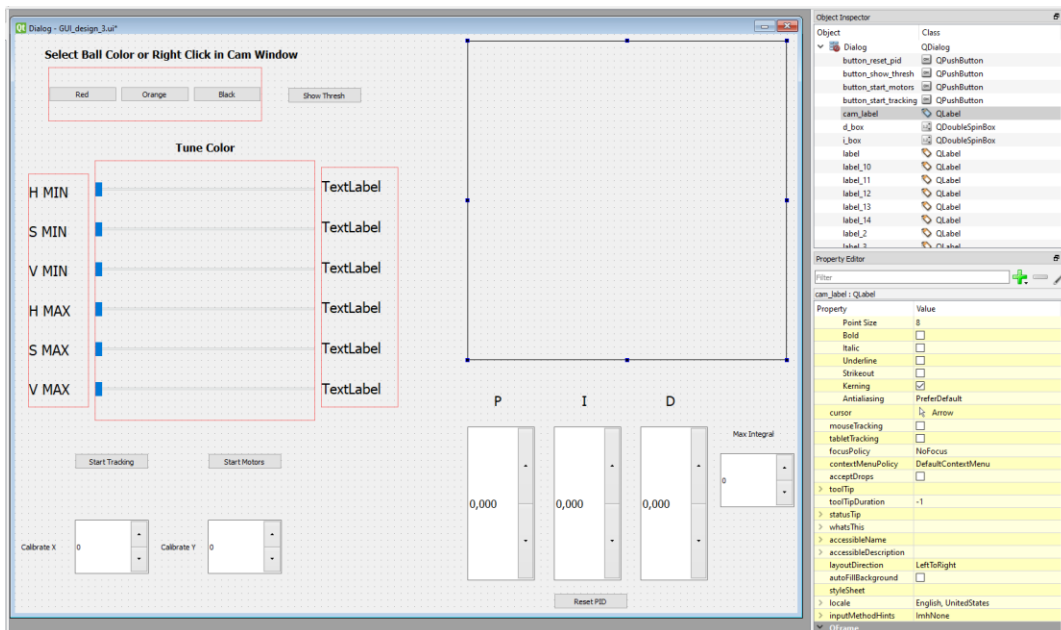 Dialog - GUI_design_3.ui*
Select Ball Color or Right Click in Cam Window
Red
Orange
Black
Show Thresh
Tune Color
H MIN
TextLabel
S MIN
TextLabel
V MIN
TextLabel
H MAX
TextLabel
S MAX
TextLabel
V MAX
TextLabel
Start Tracking
Start Motors
Calibrate X
0
Calibrate Y
0
P
I
D
Max Integral
0,000
0,000
0,000
0
Reset PID
Object Inspector
Object Class
Dialog QDialog
button_reset_pid QPushButton
button_show_thresh QPushButton
button_start_motors QPushButton
button_start_tracking QPushButton
cam_label QLabel
d_box QDoubleSpinBox
i_box QDoubleSpinBox
label QLabel
label_10 QLabel
label_11 QLabel
label_12 QLabel
label_13 QLabel
label_14 QLabel
label_2 QLabel
label_3 QLabel
Property Editor
Filter
cam_label : QLabel
Property Value
Point Size 8
Bold
Italic
Underline
Strikeout
Kerning
Antialiasing PreferDefault
cursor Arrow
mouseTracking
tabletTracking
focusPolicy NoFocus
contextMenuPolicy DefaultContextMenu
acceptDrops
toolTip
toolTipDuration -1
statusTip
whatsThis
accessibleName
accessibleDescription
layoutDirection LeftToRight
autoFillBackground
styleSheet
locale English, UnitedStates
inputMethodHints ImhNone
QFrame